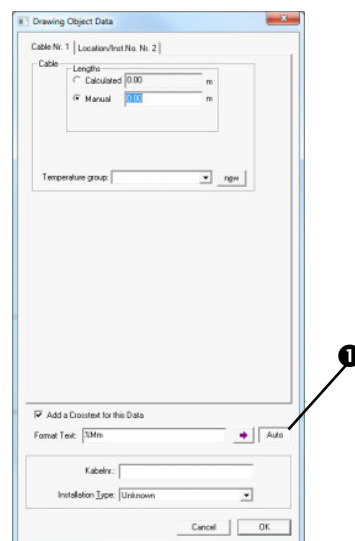 Drawing Object Data
Cable Nr. 1 Location/Inst.No. Nr. 2
Cable
Lengths
Calculated 0.00 m
Manual 0.00 m
Temperature group: new
Add a Crosstext for this Data
Format Text: %Mm Auto
Kabelnr.:
Installation Type: Unknown
Cancel OK
1